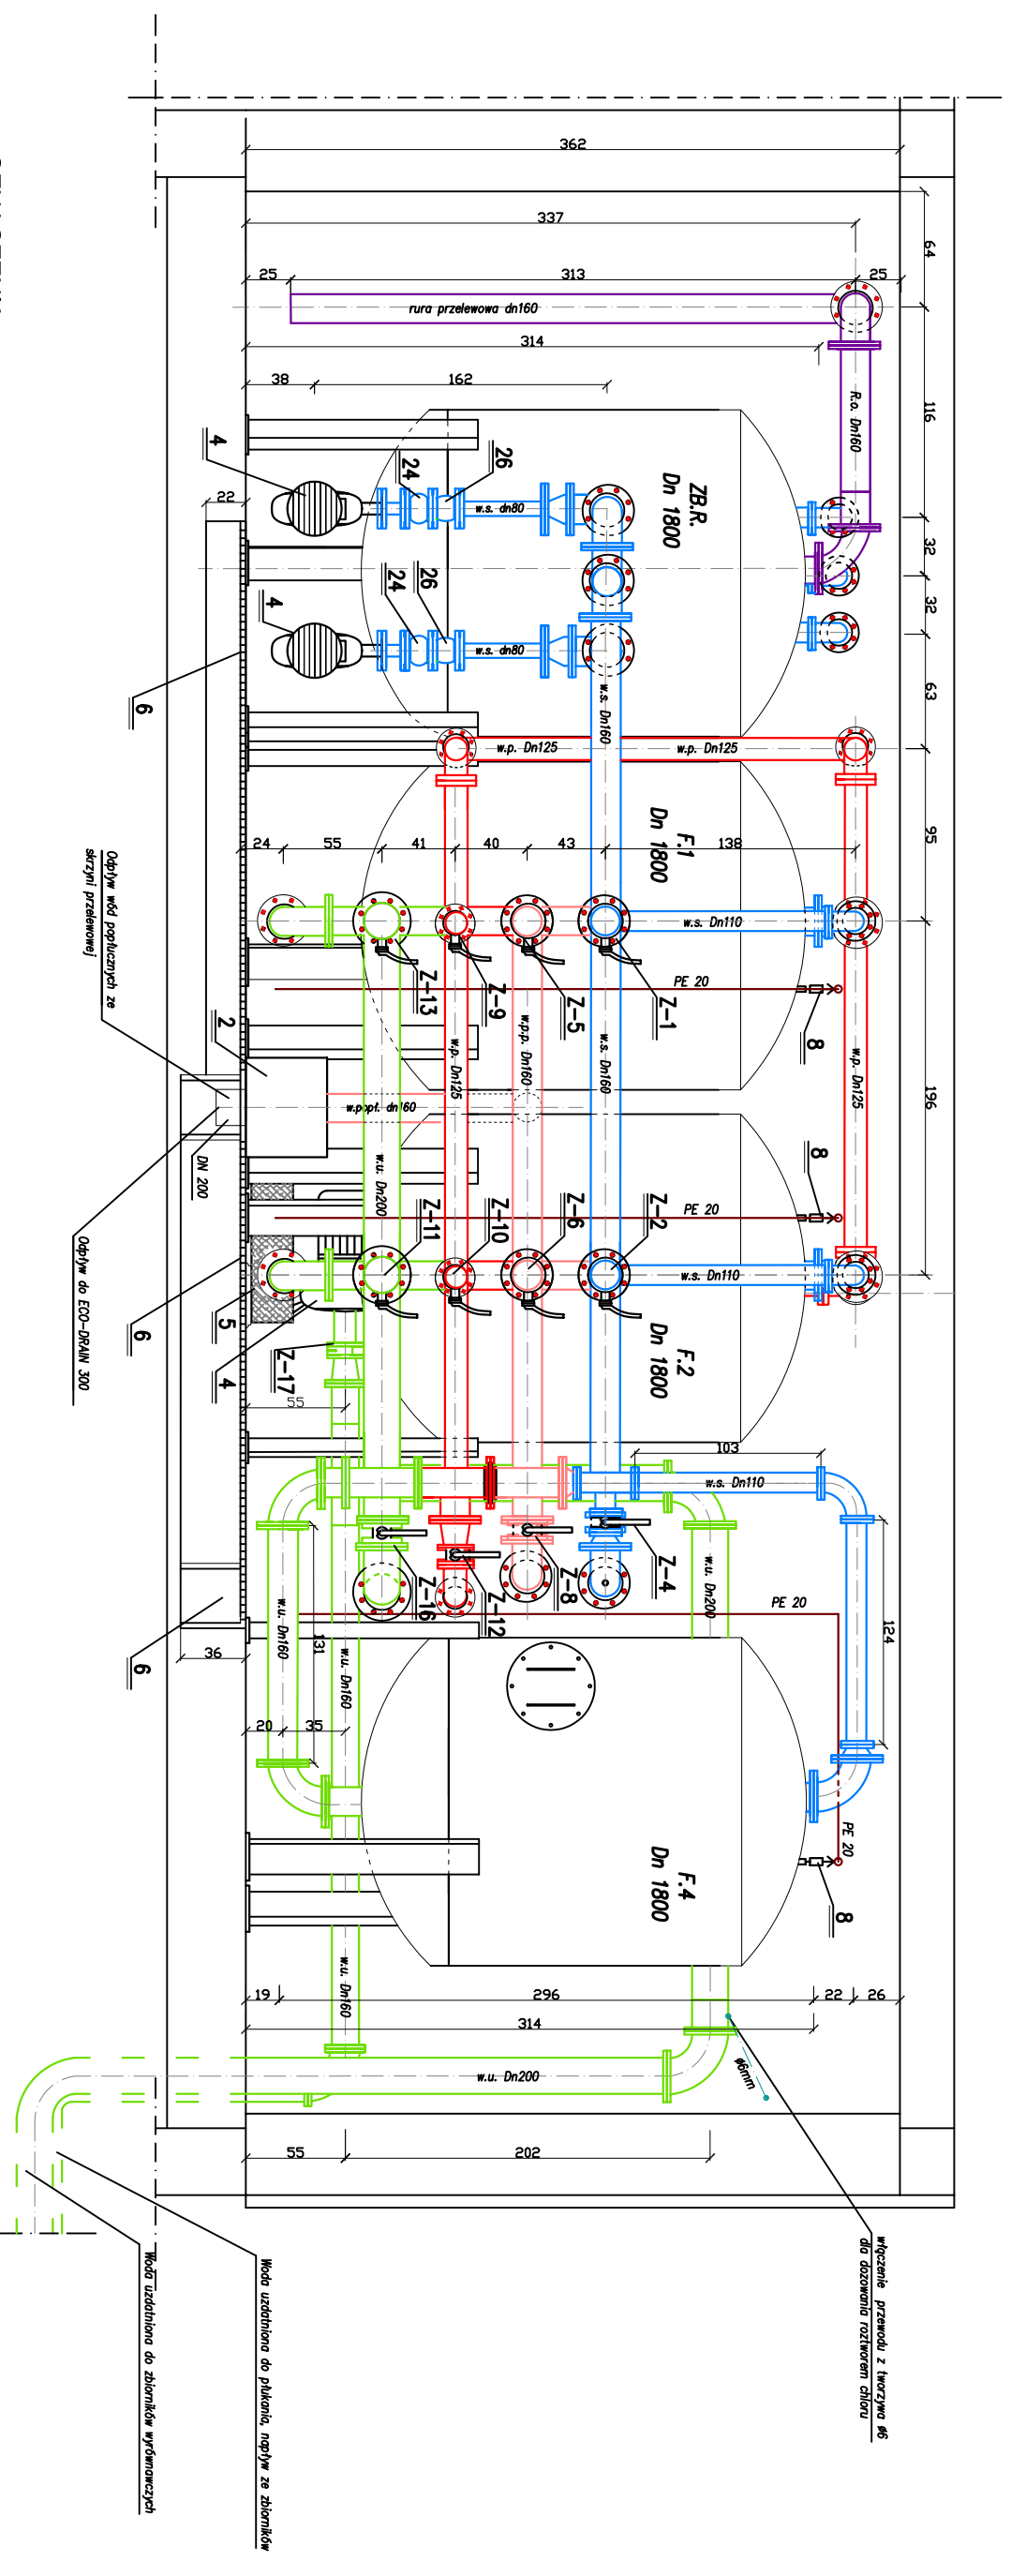 362
337
25
313
25
64
rura przelewowa dn160
314
38
162
116
R.o. Dn160
4
24
26
ZB.R.
Dn 1800
22
w.s. dn80
32
4
24
26
32
w.s. dn80
6
w.s. Dn160
63
w.p. Dn125
w.p. Dn125
24
55
41
40
43
138
95
F.1
Dn 1800
w.s. Dn110
Z-13
Z-9
Z-5
Z-1
PE 20
8
Odpływ wód popłucznych ze
skrzyni przelewowej
2
w.p. Dn125
w.p.p. Dn160
w.s. Dn160
w.p. Dn125
196
w.popł. dn160
DN 200
w.u. Dn200
8
PE 20
Z-11
Z-10
Z-6
Z-2
w.s. Dn110
Odpływ do ECO-DRAIN 300
6
5
4
Z-17
F.2
Dn 1800
55
103
w.s. Dn110
Z-16
Z-12
Z-8
Z-4
w.u. Dn200
PE 20
124
w.u. Dn160
131
w.u. Dn160
36
6
20
35
PE 20
F.4
Dn 1800
8
w.u. Dn160
19
296
22
26
314
w.u. Dn200
ø6mm
55
202
włączenie przewodu z tworzywa ø6
dla dozowania roztworem chloru
Woda uzdatniona do płukania, napływ ze zbiorników
Woda uzdatniona do zbiorników wyrównawczych